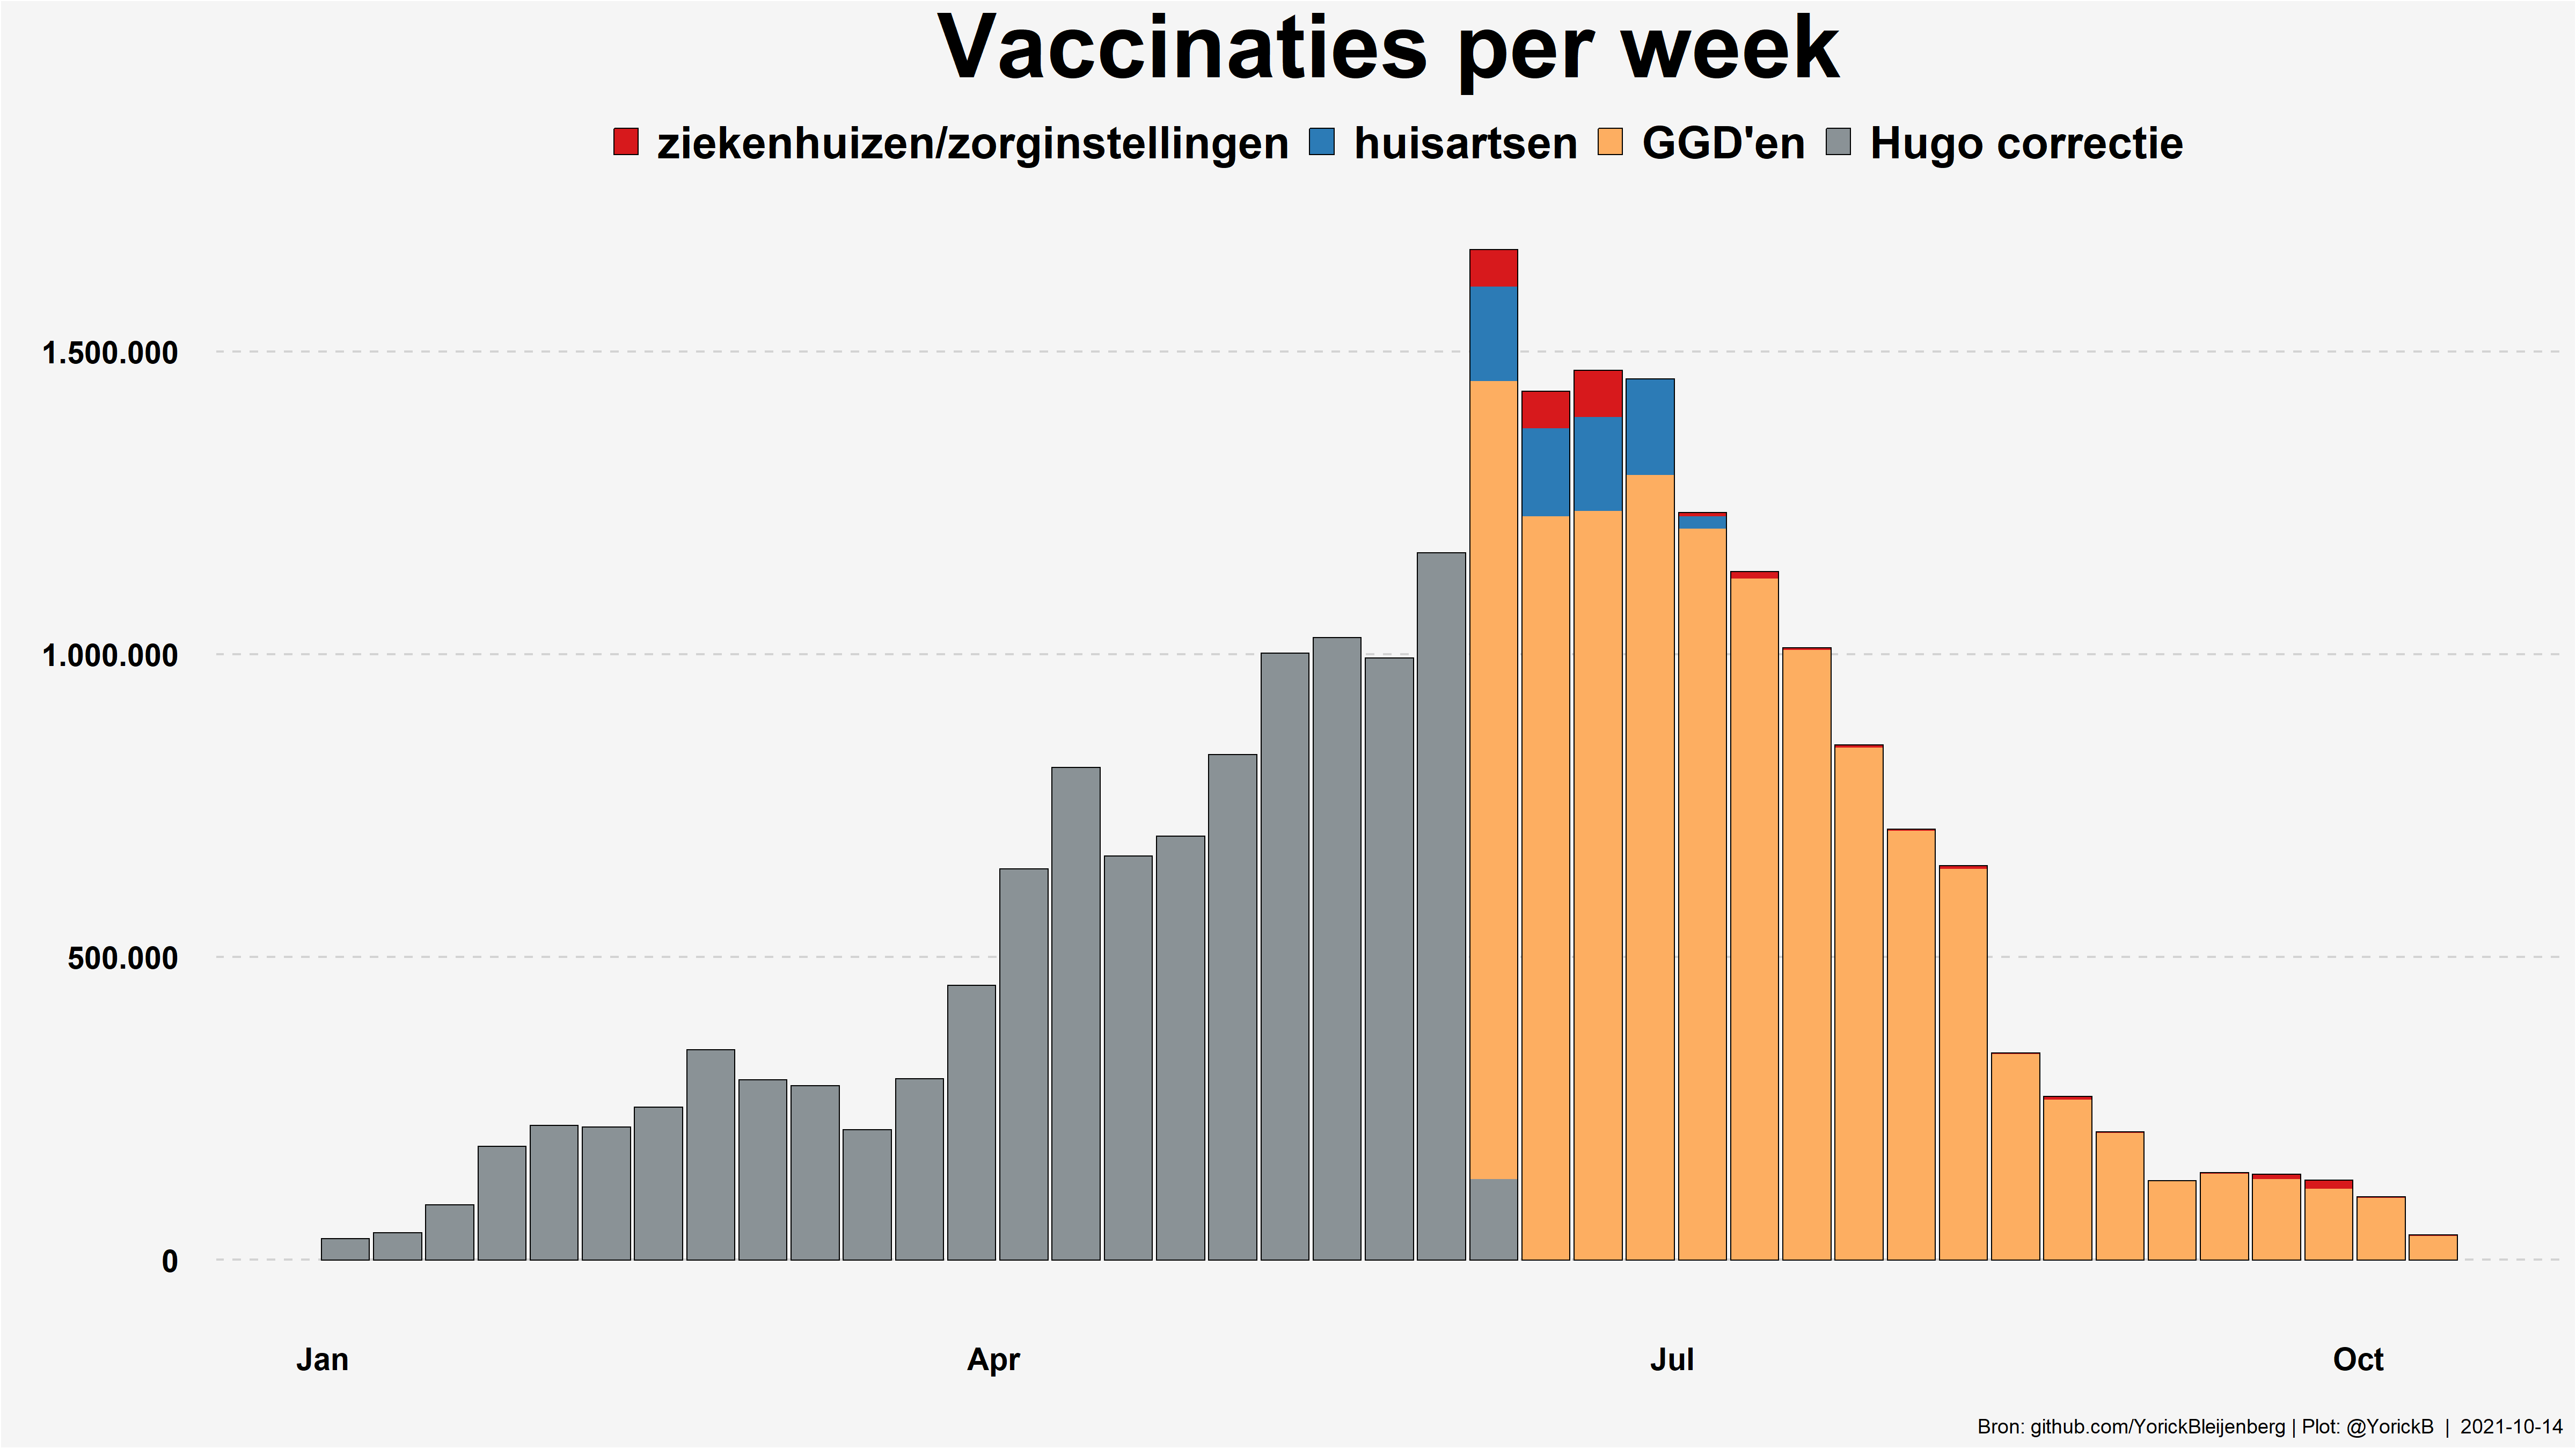 Vaccinaties per week
ziekenhuizen/zorginstellingen huisartsen GGD'en Hugo correctie
1.500.000
1.000.000
500.000
0
Jan Apr Jul Oct
Bron: github.com/YorickBleijenberg | Plot: @YorickB | 2021-10-14